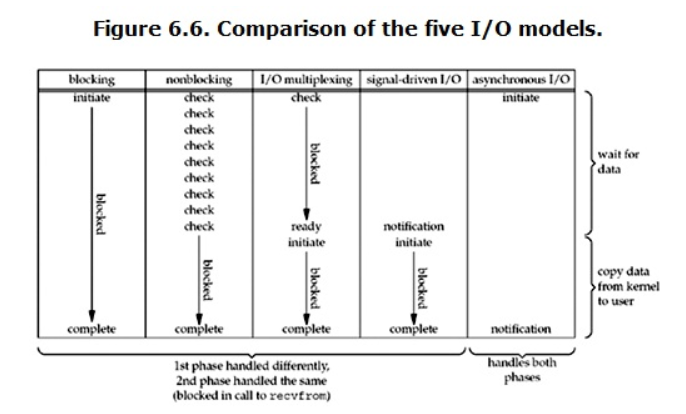 Figure 6.6. Comparison of the five I/O models.
blocking nonblocking I/O multiplexing signal-driven I/O asynchronous I/O
initiate check check initiate
check
check
check
check
check
check
check
check ready notification
initiate initiate
blocked
blocked
blocked
blocked
blocked
complete complete complete complete notification
wait for
data
copy data
from kernel
to user
1st phase handled differently,
2nd phase handled the same
(blocked in call to recvfrom)
handles both
phases